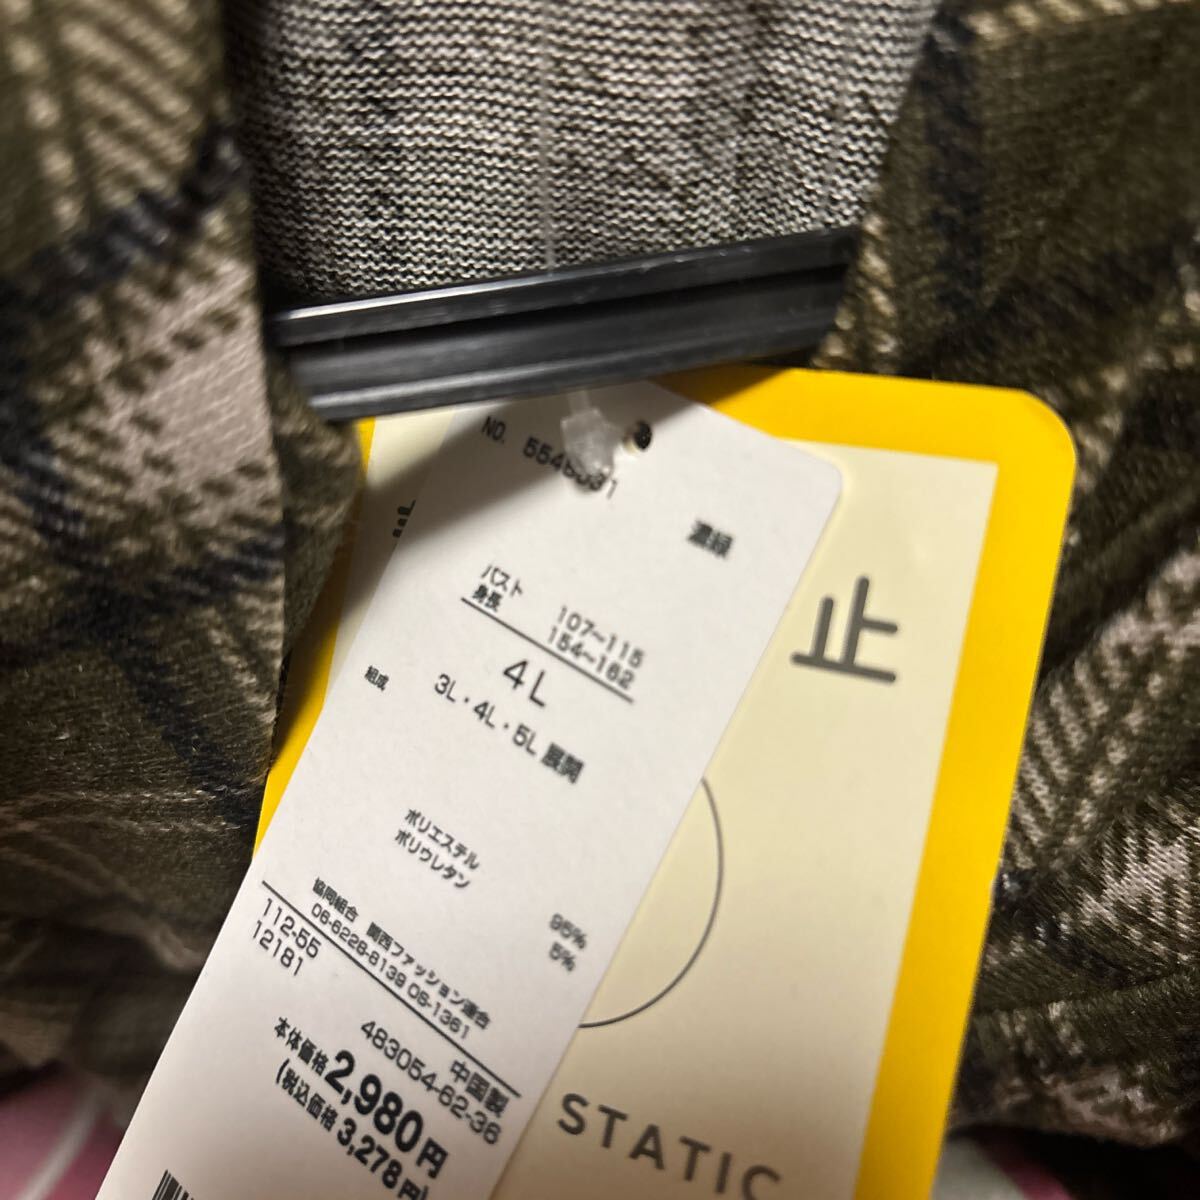 濃緑
バスト 107~115
身長 154~162
4L
3L・4L・5L 展開
組成
ポリエステル 95%
ポリウレタン 5%
協同組合 関西ファッション連合
06-6228-8139 06-1361
112-55
12181
中国製
483054-62-36
本体価格 2,980円
(税込価格 3,278円)
止
STATIC